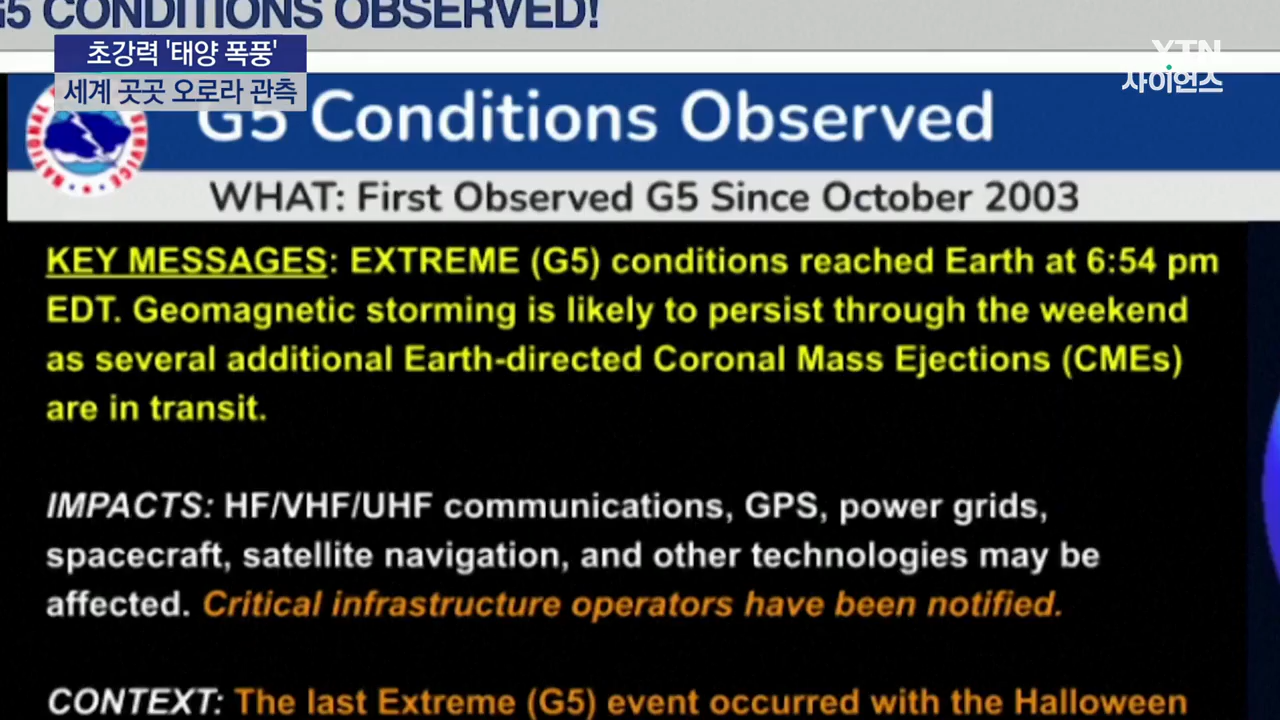 G5 CONDITIONS OBSERVED!
초강력 '태양 폭풍'
세계 곳곳 오로라 관측
YTN
사이언스
G5 Conditions Observed
WHAT: First Observed G5 Since October 2003
KEY MESSAGES: EXTREME (G5) conditions reached Earth at 6:54 pm
EDT. Geomagnetic storming is likely to persist through the weekend
as several additional Earth-directed Coronal Mass Ejections (CMEs)
are in transit.
IMPACTS: HF/VHF/UHF communications, GPS, power grids,
spacecraft, satellite navigation, and other technologies may be
affected. Critical infrastructure operators have been notified.
CONTEXT: The last Extreme (G5) event occurred with the Halloween